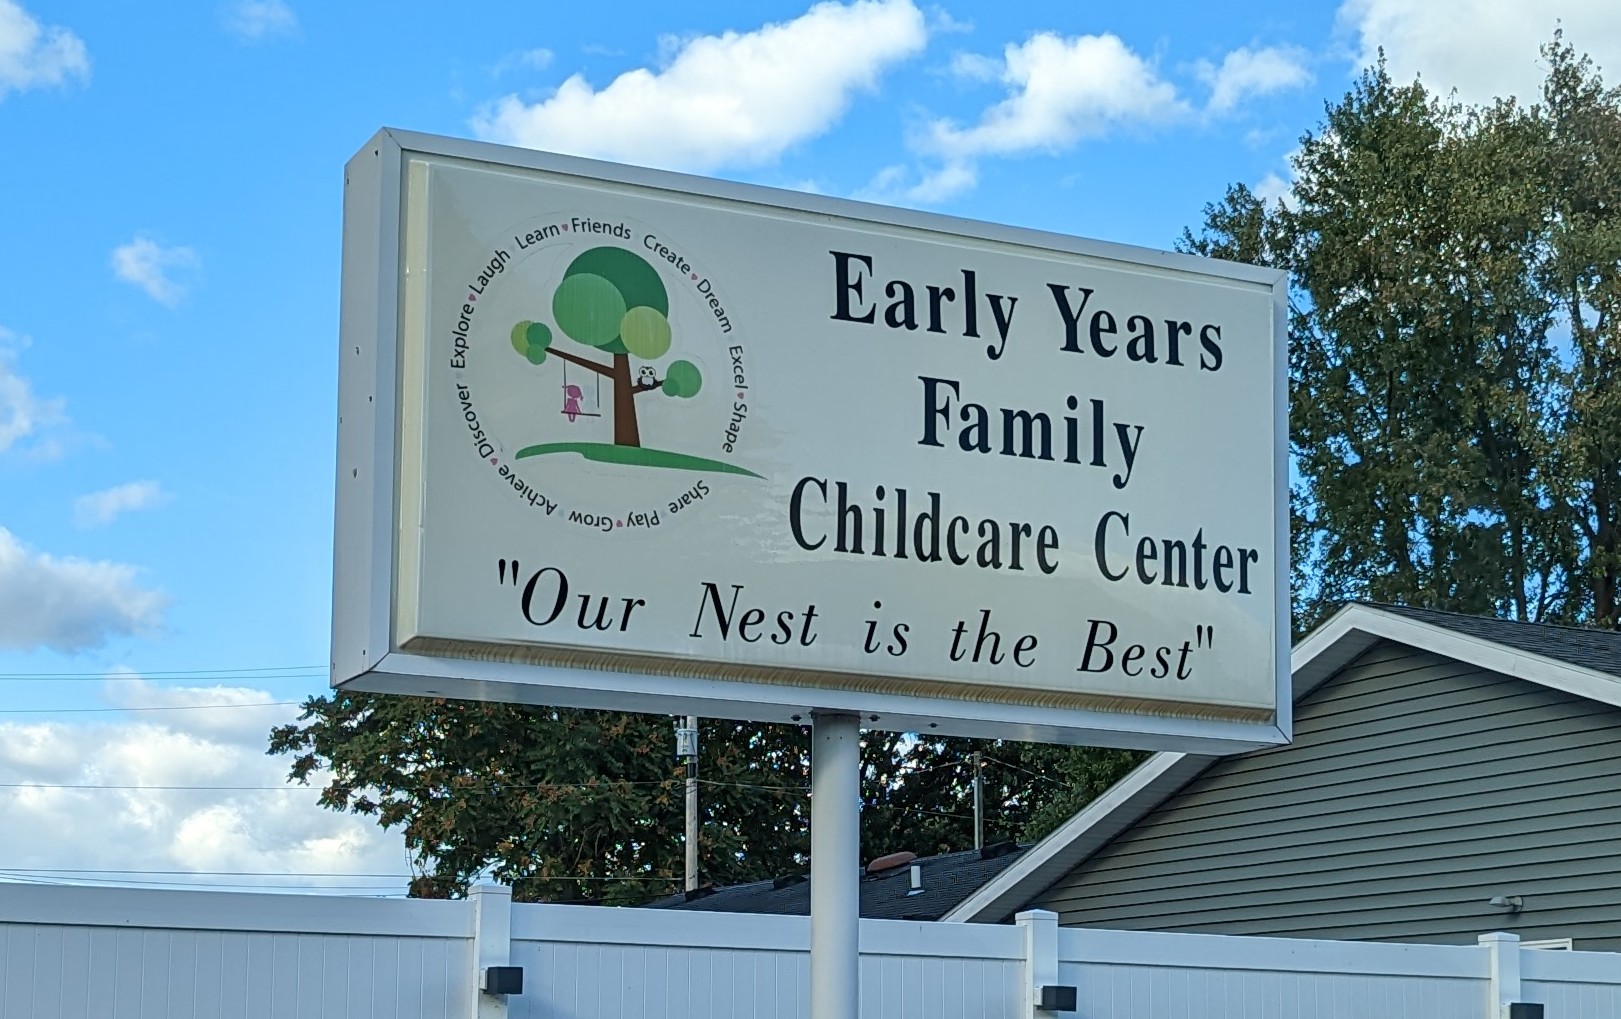 Learn Friends Create Dream Excel Shape Share Play Grow Achieve Discover Explore Laugh
Early Years
Family
Childcare Center
"Our Nest is the Best"